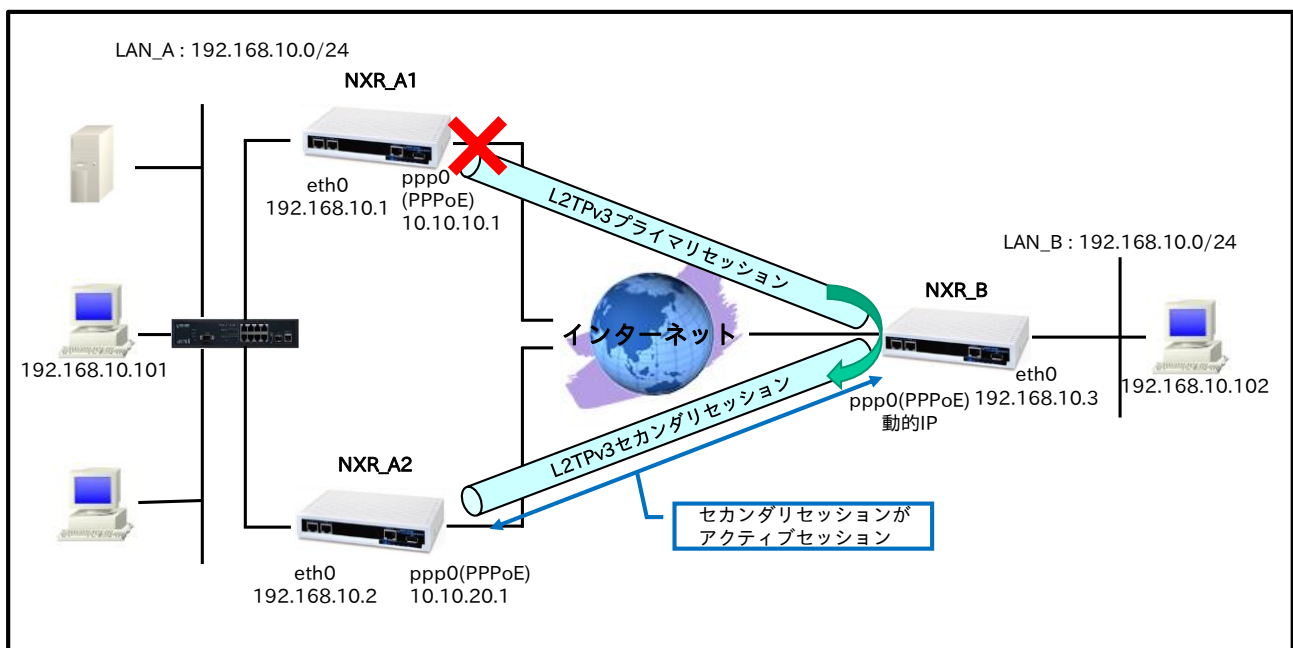 LAN_A : 192.168.10.0/24
NXR_A1
eth0
192.168.10.1
ppp0
(PPPoE)
10.10.10.1
L2TPv3プライマリセッション
LAN_B : 192.168.10.0/24
NXR_B
インターネット
192.168.10.101
eth0
192.168.10.3
192.168.10.102
ppp0(PPPoE)
動的IP
L2TPv3セカンダリセッション
NXR_A2
セカンダリセッションが
アクティブセッション
eth0
192.168.10.2
ppp0(PPPoE)
10.10.20.1